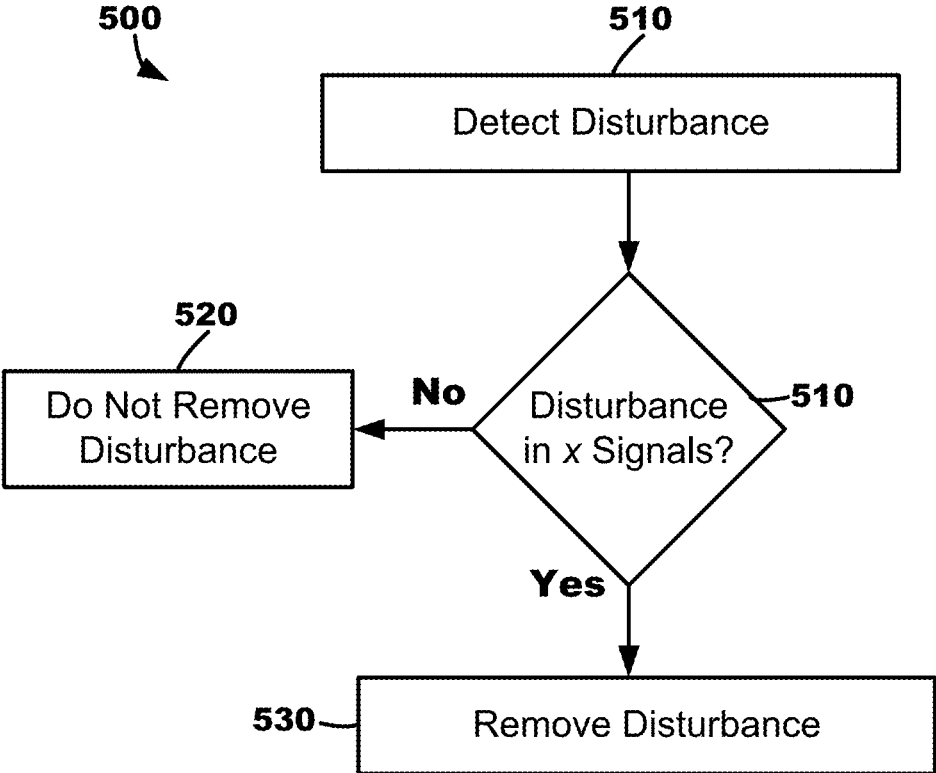 500
510
Detect Disturbance
520
Do Not Remove
Disturbance
No
Disturbance
in x Signals?
510
Yes
530
Remove Disturbance